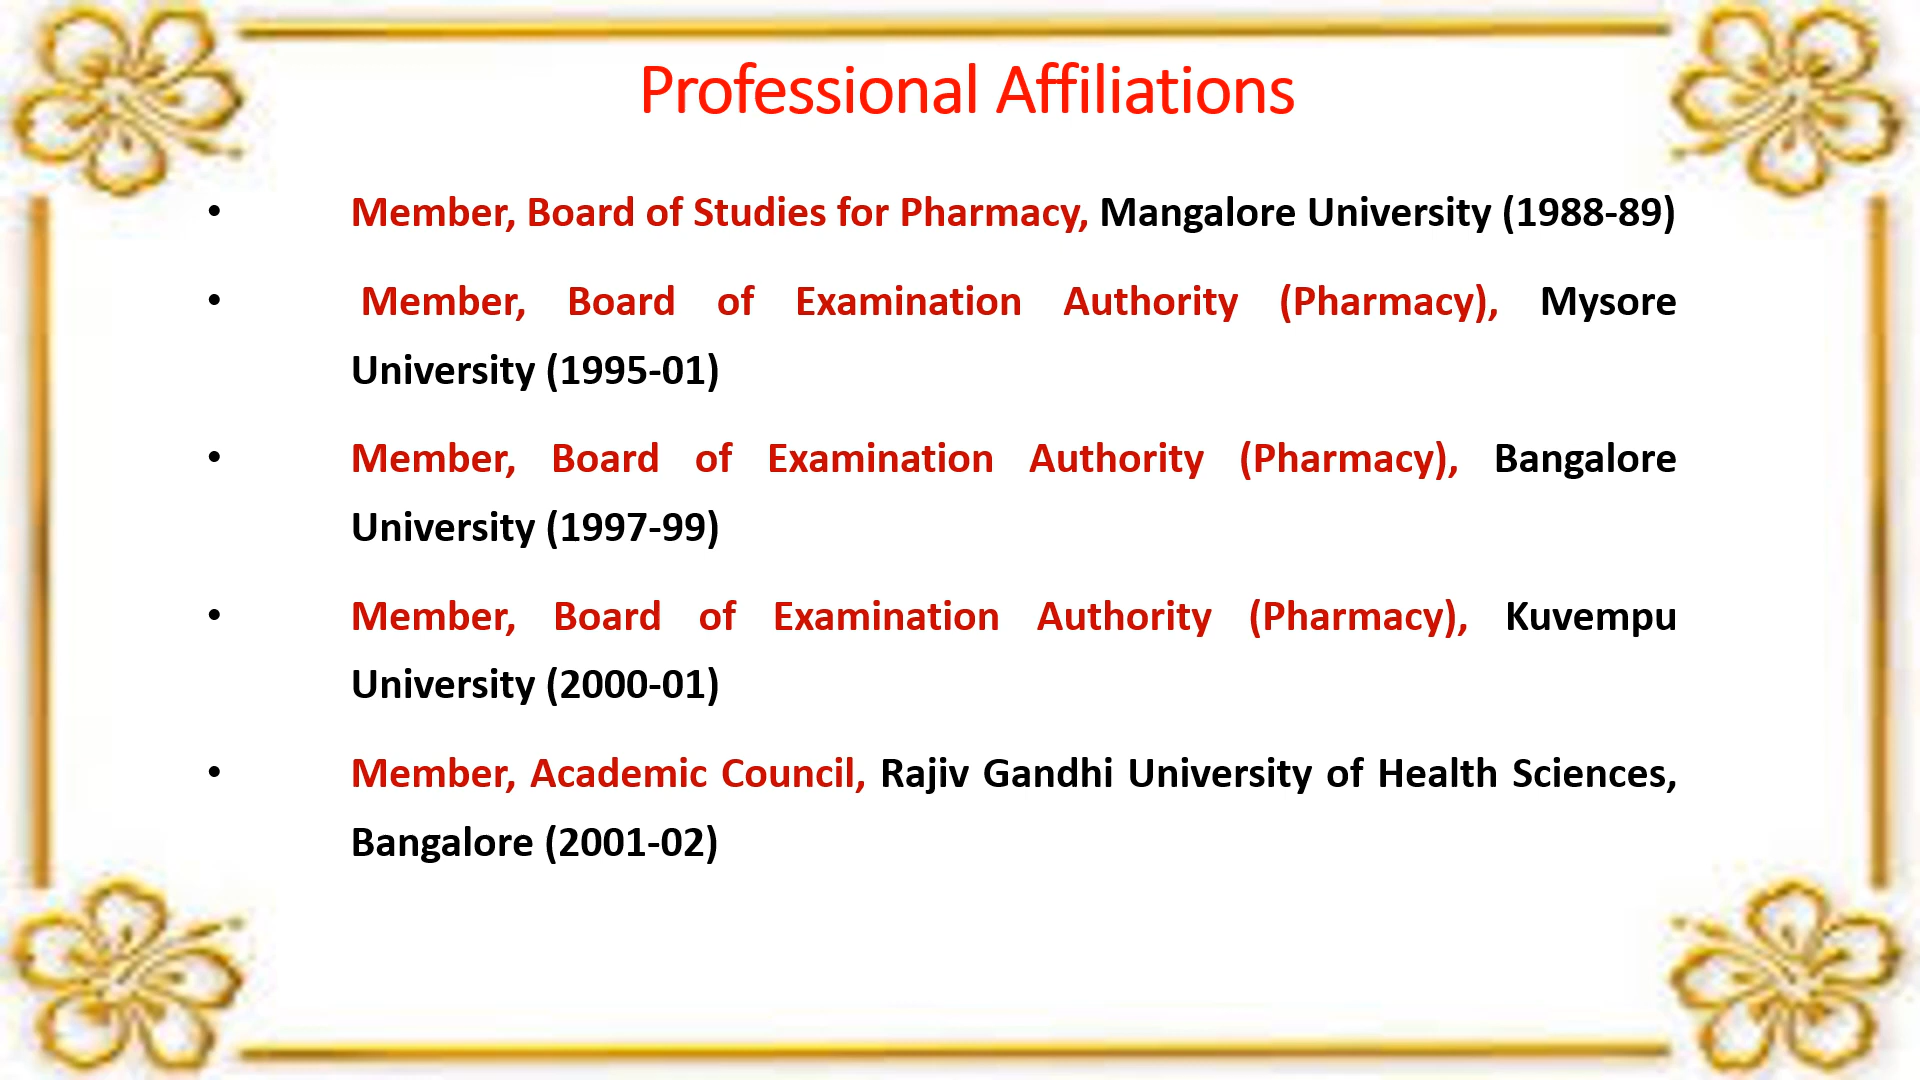 Professional Affiliations
• Member, Board of Studies for Pharmacy, Mangalore University (1988-89)
• Member, Board of Examination Authority (Pharmacy), Mysore
University (1995-01)
• Member, Board of Examination Authority (Pharmacy), Bangalore
University (1997-99)
• Member, Board of Examination Authority (Pharmacy), Kuvempu
University (2000-01)
• Member, Academic Council, Rajiv Gandhi University of Health Sciences,
Bangalore (2001-02)